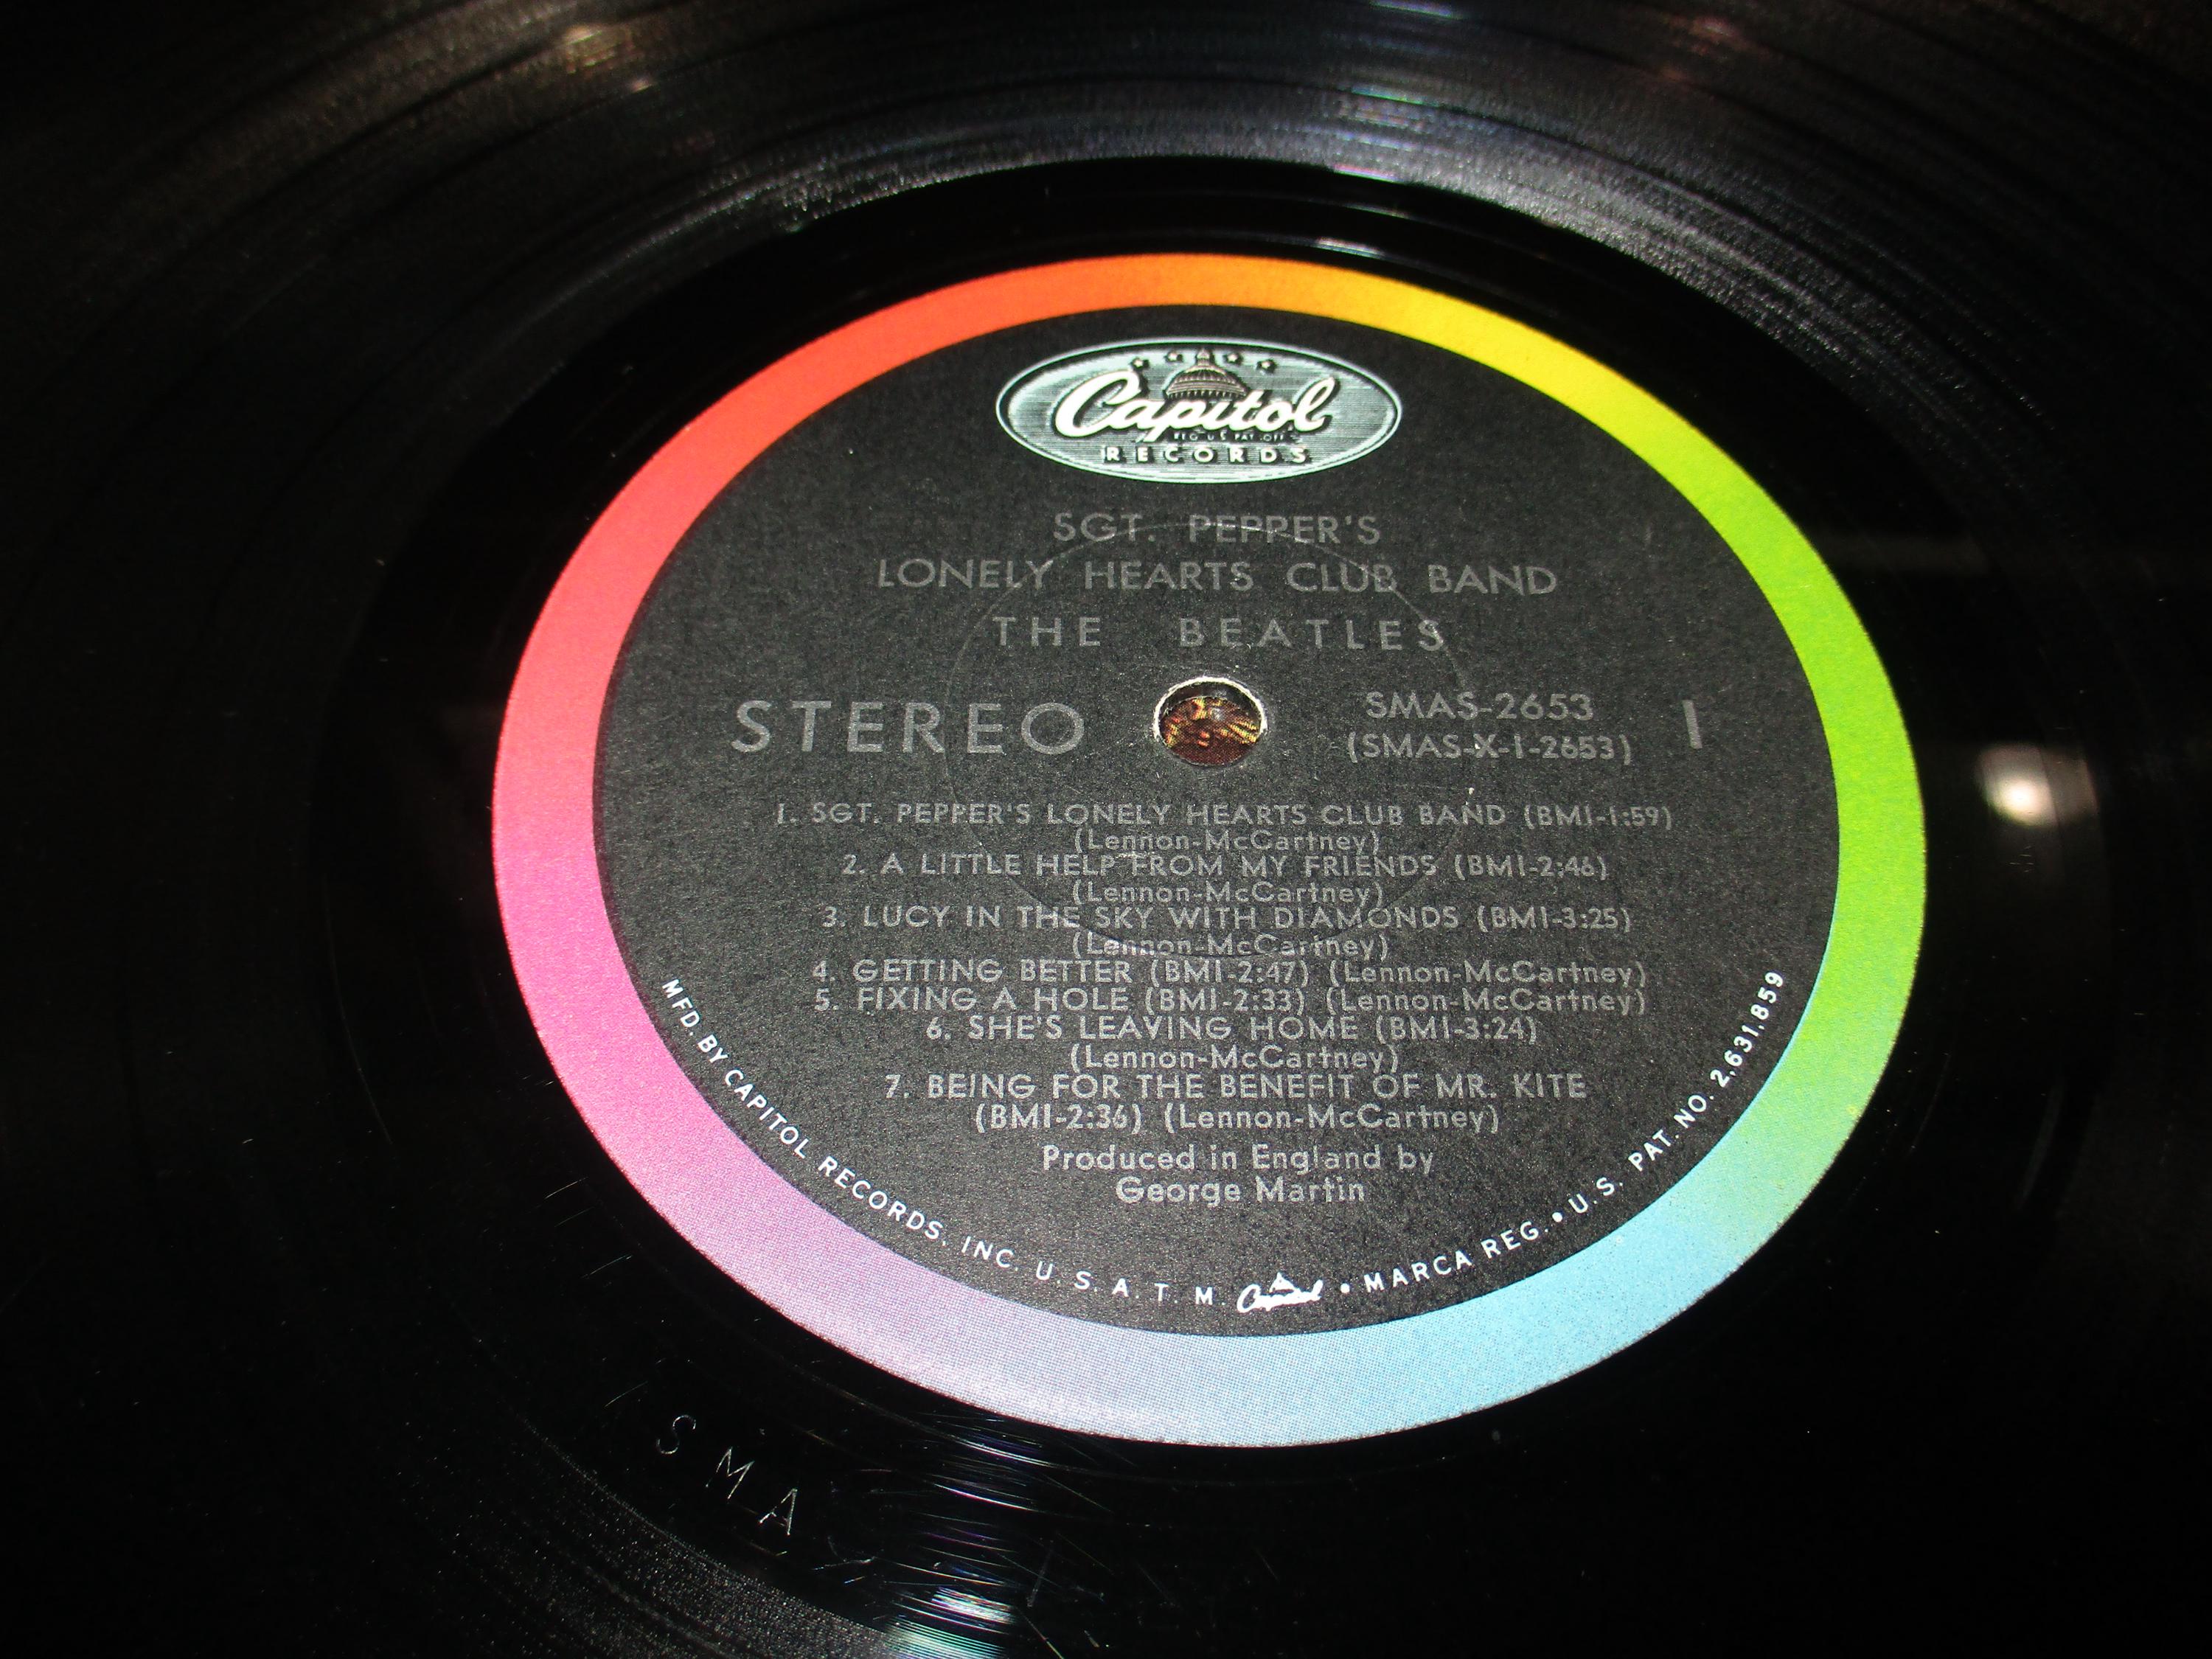 Capitol
REG. U.S. PAT. OFF.
RECORDS
SGT. PEPPER'S
LONELY HEARTS CLUB BAND
THE BEATLES
STEREO
SMAS-2653
(SMAS-X-1-2653)
1
1. SGT. PEPPER'S LONELY HEARTS CLUB BAND (BMI-1:59)
(Lennon-McCartney)
2. A LITTLE HELP FROM MY FRIENDS (BMI-2:46)
(Lennon-McCartney)
3. LUCY IN THE SKY WITH DIAMONDS (BMI-3:25)
(Lennon-McCartney)
4. GETTING BETTER (BMI-2:47) (Lennon-McCartney)
5. FIXING A HOLE (BMI-2:33) (Lennon-McCartney)
6. SHE'S LEAVING HOME (BMI-3:24)
(Lennon-McCartney)
7. BEING FOR THE BENEFIT OF MR. KITE
(BMI-2:36) (Lennon-McCartney)
Produced in England by
George Martin
MFD. BY CAPITOL RECORDS, INC. U.S.A. T.M. Capitol • MARCA REG. • U.S. PAT. NO. 2,631,859
SMA